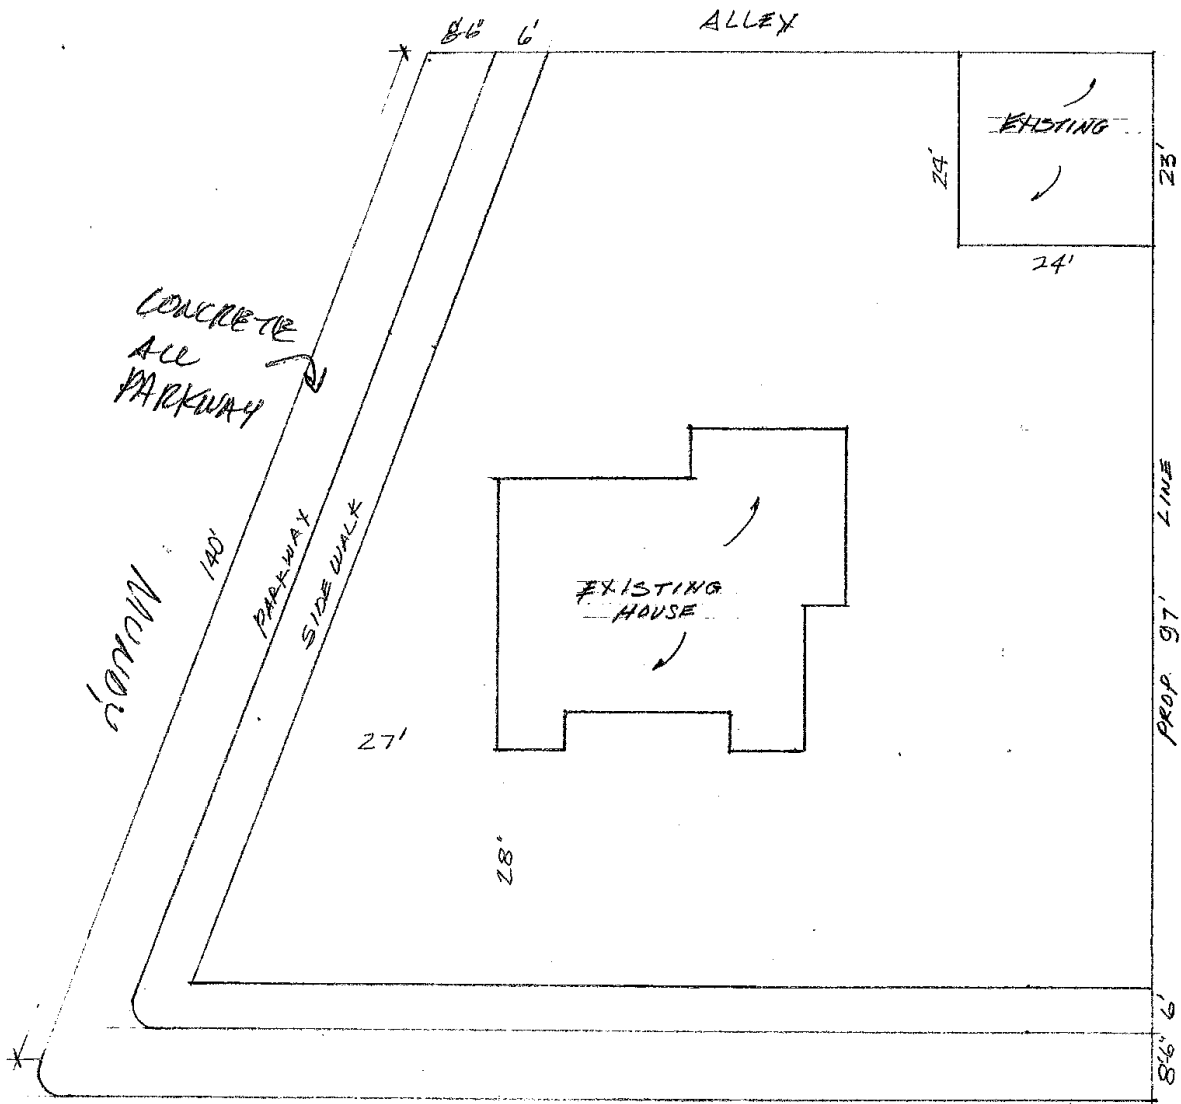 ALLEY
8'6"
6'
EXISTING
24'
23'
24'
CONCRETE
ALL
PARKWAY
140'
PARKWAY
SIDEWALK
EXISTING
HOUSE
PROP. 97' LINE
27'
28'
6'
8'6"